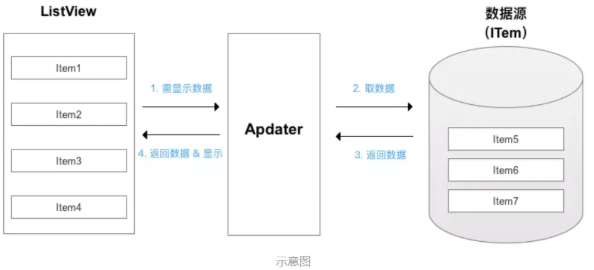 ListView
Item1
Item2
Item3
Item4
1. 需显示数据
4. 返回数据 & 显示
Apdater
2. 取数据
3. 返回数据
数据源
（ITem）
Item5
Item6
Item7
示意图